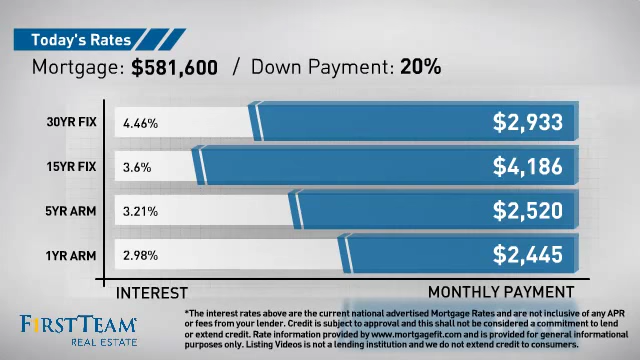 Today's Rates
Mortgage: $581,600 / Down Payment: 20%
30YR FIX 4.46% $2,933
15YR FIX 3.6% $4,186
5YR ARM 3.21% $2,520
1YR ARM 2.98% $2,445
INTEREST MONTHLY PAYMENT
FIRSTTEAM®
REAL ESTATE
*The interest rates above are the current national advertised Mortgage Rates and are not inclusive of any APR
or fees from your lender. Credit is subject to approval and this shall not be considered a commitment to lend
or extend credit. Rate information provided by www.mortgagefit.com and is provided for general informational
purposes only. Listing Videos is not a lending institution and we do not extend credit to consumers.